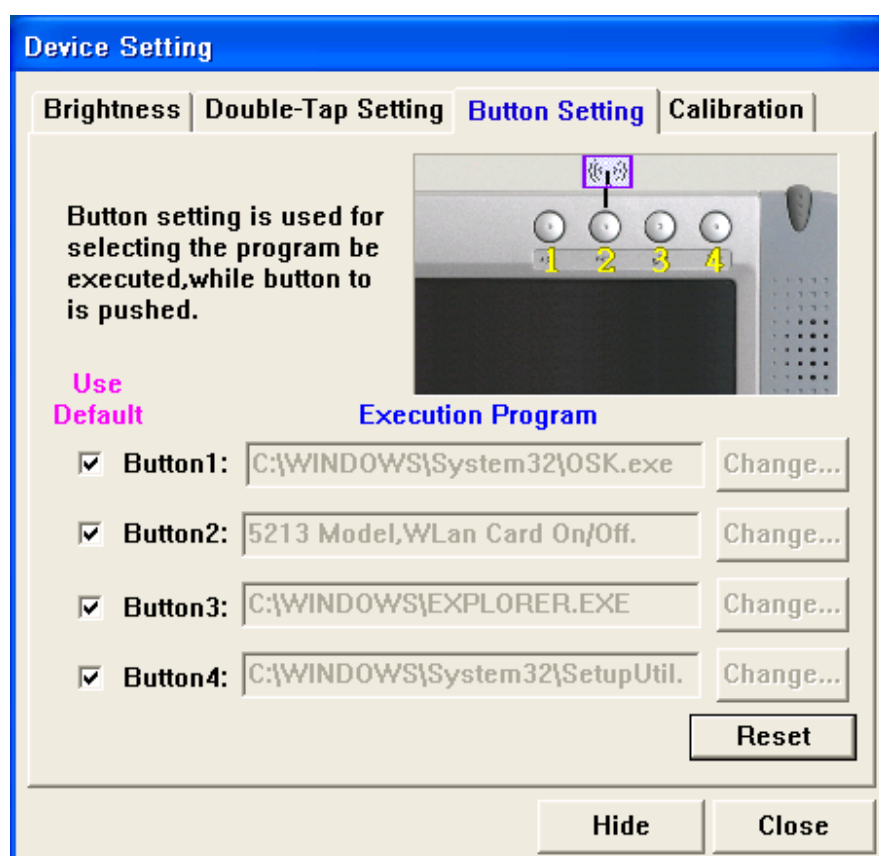 Device Setting
Brightness
Double-Tap Setting
Button Setting
Calibration
Button setting is used for
selecting the program be
executed,while button to
is pushed.
1 2 3 4
Use
Default
Execution Program
Button1: C:\WINDOWS\System32\OSK.exe Change...
Button2: 5213 Model,WLan Card On/Off. Change...
Button3: C:\WINDOWS\EXPLORER.EXE Change...
Button4: C:\WINDOWS\System32\SetupUtil. Change...
Reset
Hide Close